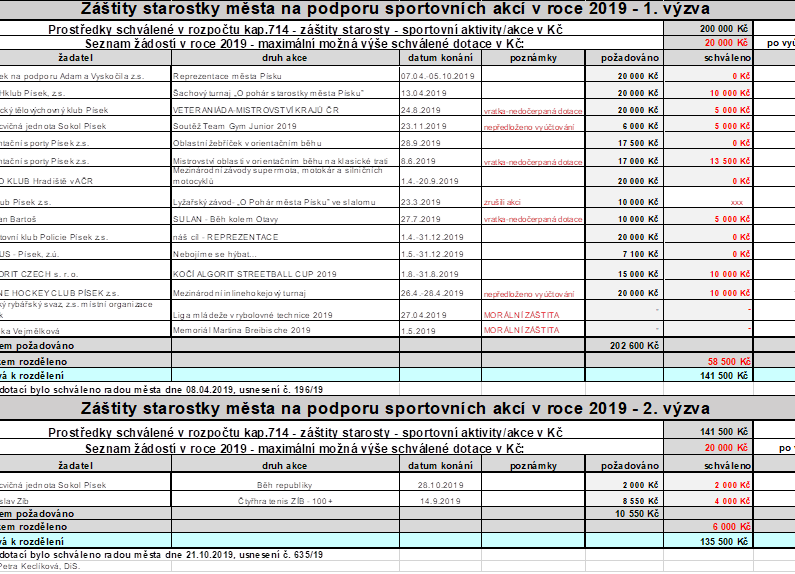 Záštity starostky města na podporu sportovních akcí v roce 2019 - 1. výzva
Prostředky schválené v rozpočtu kap.714 - záštity starosty - sportovní aktivity/akce v Kč 200 000 Kč
Seznam žádostí v roce 2019 - maximální možná výše schválené dotace v Kč: 20 000 Kč po vyú
žadatel druh akce datum konání poznámky požadováno schváleno
ek na podporu Adama Vyskočila z.s. Reprezentace města Písku 07.04.-05.10.2019 20 000 Kč 0 Kč
Hklub Písek, z.s. Šachový turnaj „O pohár starostky města Písku” 13.04.2019 20 000 Kč 10 000 Kč
cký tělovýchovný klub Písek VETERANIÁDA-MISTROVSTVÍ KRAJŮ ČR 24.8.2019 vratka-nedočerpaná dotace 20 000 Kč 5 000 Kč
cvičná jednota Sokol Písek Soutěž Team Gym Junior 2019 23.11.2019 nepředloženo vyúčtování 6 000 Kč 5 000 Kč
ntační sporty Písek z.s. Oblastní žebříček v orientačním běhu 28.9.2019 17 500 Kč 0 Kč
ntační sporty Písek z.s. Mistrovství oblasti v orientačním běhu na klasické trati 8.6.2019 vratka-nedočerpaná dotace 17 000 Kč 13 500 Kč
Mezinárodní závody supermota, motokár a silničních
O KLUB Hradiště v AČR motocyklů 1.4.-20.9.2019 20 000 Kč 0 Kč
ub Písek, z.s. Lyžařský závod- „O Pohár města Písku” ve slalomu 23.3.2019 zrušili akci 10 000 Kč xxx
an Bartoš SULAN - Běh kolem Otavy 27.7.2019 vratka-nedočerpaná dotace 10 000 Kč 5 000 Kč
tovní klub Policie Písek z.s. náš cíl - REPREZENTACE 1.4.-31.12.2019 20 000 Kč 0 Kč
US - Písek, z.ú. Nebojíme se hýbat... 1.5.-31.12.2019 7 100 Kč 0 Kč
ORIT CZECH s. r. o. KOČÍ ALGORIT STREETBALL CUP 2019 1.8.-31.8.2019 15 000 Kč 10 000 Kč
NE HOCKEY CLUB PÍSEK z.s. Mezinárodní inlinehokejový turnaj 26.4.-28.4.2019 nepředloženo vyúčtování 20 000 Kč 10 000 Kč
ký rybářský svaz, z.s. místní organizace
k Liga mládeže v rybolovné technice 2019 27.04.2019 MORÁLNÍ ZÁŠTITA - -
ka Vejmělková Memoriál Martina Breibische 2019 1.5.2019 MORÁLNÍ ZÁŠTITA - -
em požadováno 202 600 Kč
kem rozděleno 58 500 Kč
vá k rozdělení 141 500 Kč
dotací bylo schváleno radou města dne 08.04.2019, usnesení č. 196/19
Záštity starostky města na podporu sportovních akcí v roce 2019 - 2. výzva
Prostředky schválené v rozpočtu kap.714 - záštity starosty - sportovní aktivity/akce v Kč 141 500 Kč
Seznam žádostí v roce 2019 - maximální možná výše schválené dotace v Kč: 20 000 Kč po v
žadatel druh akce datum konání poznámky požadováno schváleno
cvičná jednota Sokol Písek Běh republiky 28.10.2019 2 000 Kč 2 000 Kč
slav Zíb Čtyřhra tenis ZÍB - 100+ 14.9.2019 8 550 Kč 4 000 Kč
em požadováno 10 550 Kč
kem rozděleno 6 000 Kč
vá k rozdělení 135 500 Kč
dotací bylo schváleno radou města dne 21.10.2019, usnesení č. 635/19
Petra Keclíková, DiS.